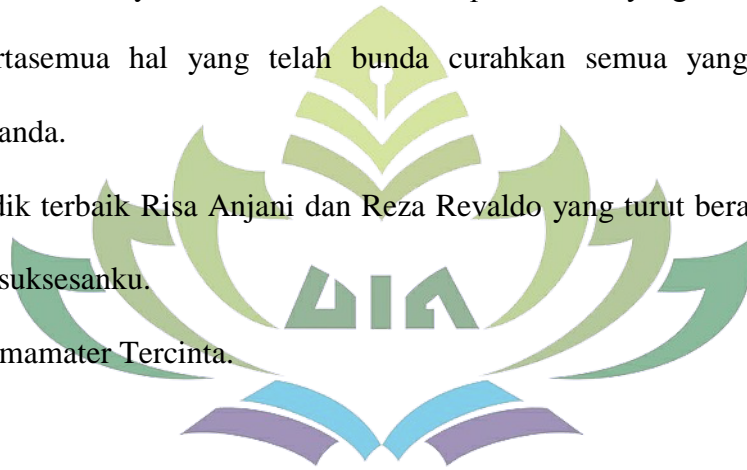 rtasemua hal yang telah bunda curahkan semua yang
anda.
dik terbaik Risa Anjani dan Reza Revaldo yang turut bera
suksesanku.
mamater Tercinta.
UIN